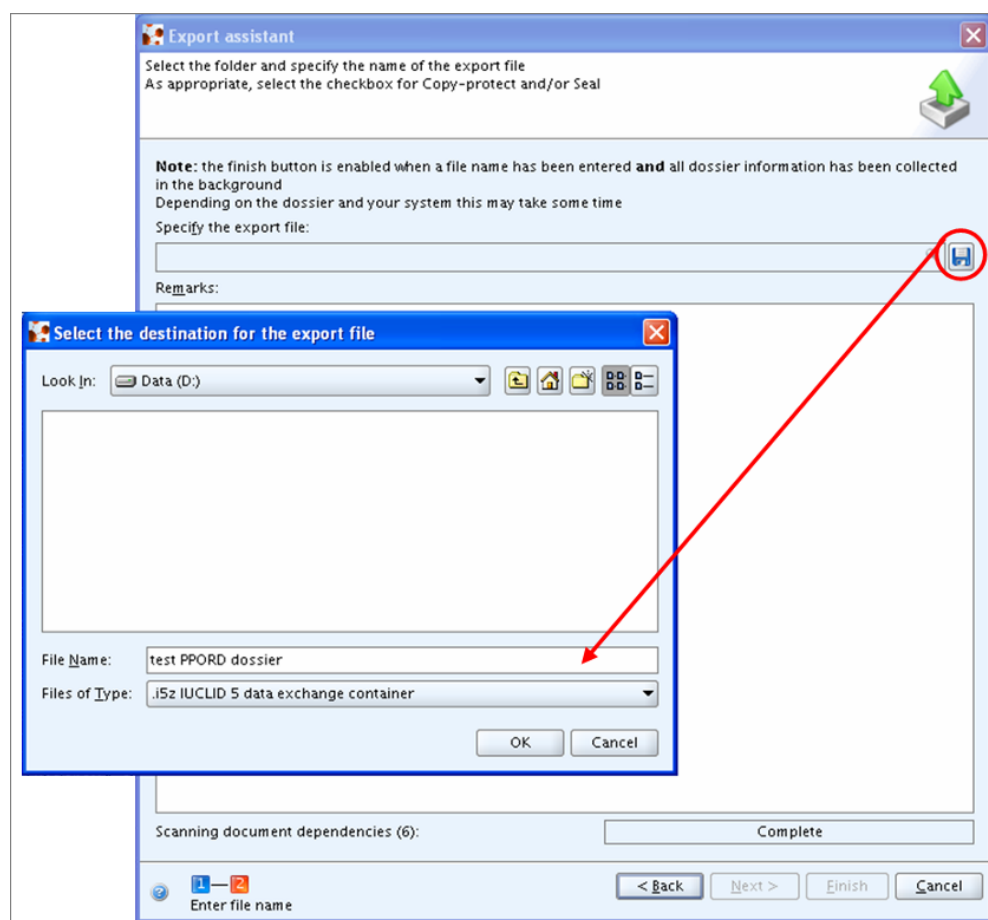 Export assistant
Select the folder and specify the name of the export file
As appropriate, select the checkbox for Copy-protect and/or Seal
Note: the finish button is enabled when a file name has been entered and all dossier information has been collected
in the background
Depending on the dossier and your system this may take some time
Specify the export file:
Remarks:
Select the destination for the export file
Look In: Data (D:)
File Name: test PPORD dossier
Files of Type: .i5z IUCLID 5 data exchange container
OK Cancel
Scanning document dependencies (6): Complete
1 2
Enter file name
< Back Next > Finish Cancel